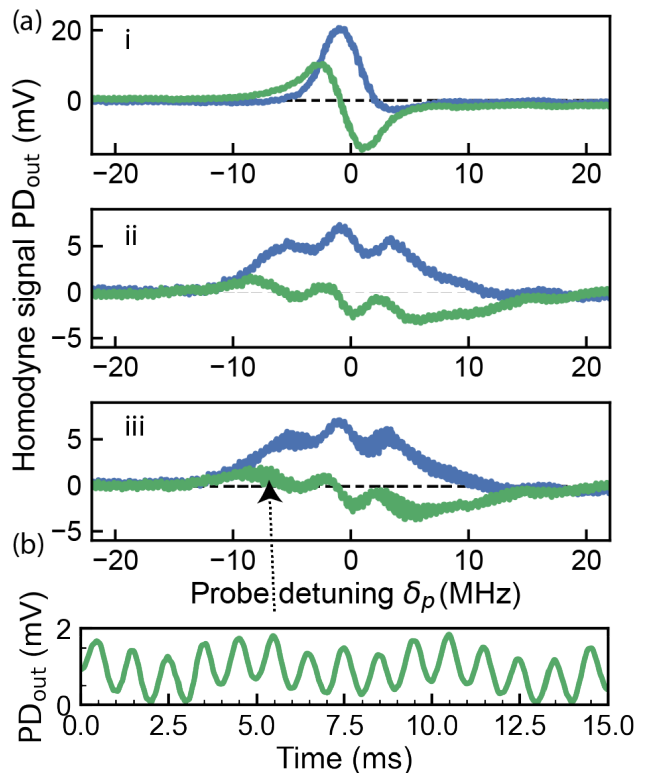 (a)
i
20
0
−20 −10 0 10 20
ii
5
0
−5
−20 −10 0 10 20
iii
5
0
−5
−20 −10 0 10 20
Homodyne signal PDout (mV)
Probe detuning δp (MHz)
(b)
2
0
PDout (mV)
0.0 2.5 5.0 7.5 10.0 12.5 15.0
Time (ms)